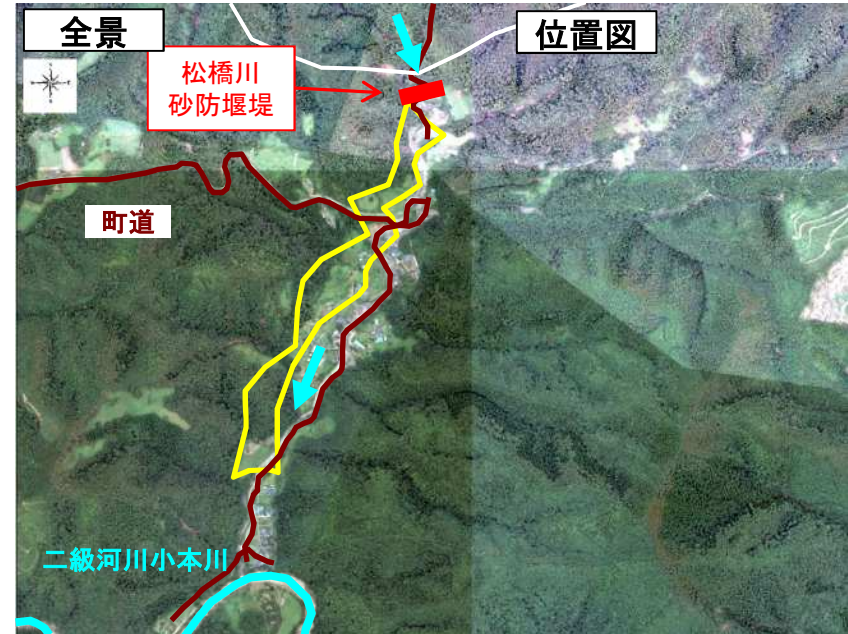 全景
位置図
松橋川
砂防堰堤
町道
二級河川小本川